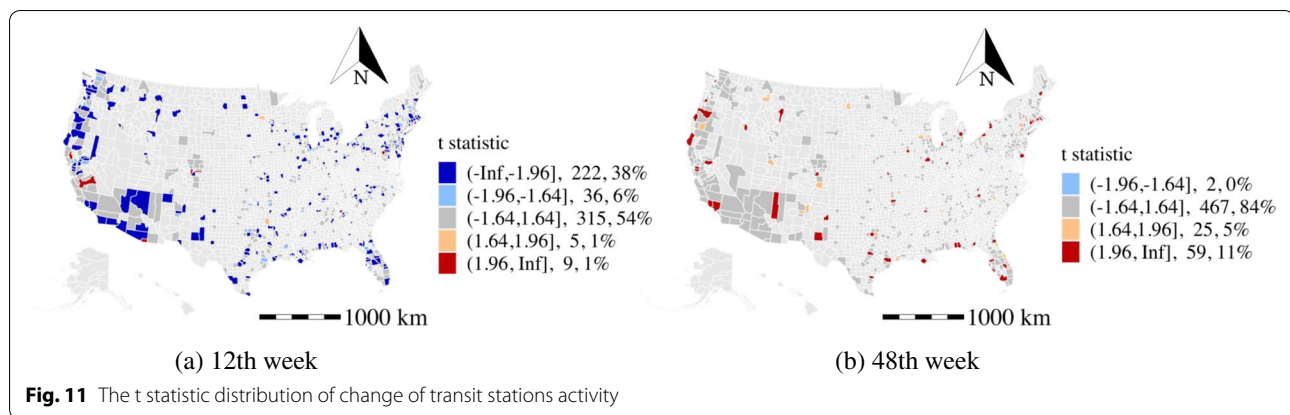 N
t statistic
(-Inf,-1.96], 222, 38%
(-1.96,-1.64], 36, 6%
(-1.64,1.64], 315, 54%
(1.64,1.96], 5, 1%
(1.96, Inf], 9, 1%
1000 km
(a) 12th week
N
t statistic
(-1.96,-1.64], 2, 0%
(-1.64,1.64], 467, 84%
(1.64,1.96], 25, 5%
(1.96, Inf], 59, 11%
1000 km
(b) 48th week
Fig. 11 The t statistic distribution of change of transit stations activity